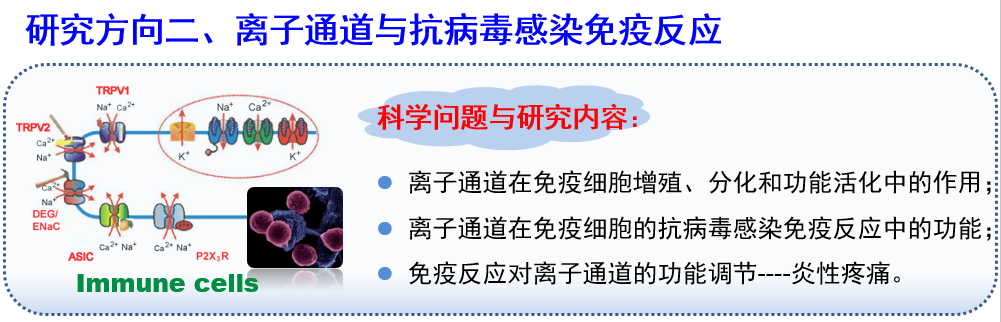 研究方向二、离子通道与抗病毒感染免疫反应
TRPV1
Na⁺ Ca²⁺
TRPV2
Ca²⁺
Na⁺
Na⁺ Ca²⁺
K⁺
K⁺
Ca²⁺
Na⁺
DEG/
ENaC
Ca²⁺ Na⁺
Ca²⁺ Na⁺
ATP
ASIC
P2X₃R
Immune cells
科学问题与研究内容：
离子通道在免疫细胞增殖、分化和功能活化中的作用；
离子通道在免疫细胞的抗病毒感染免疫反应中的功能；
免疫反应对离子通道的功能调节----炎性疼痛。